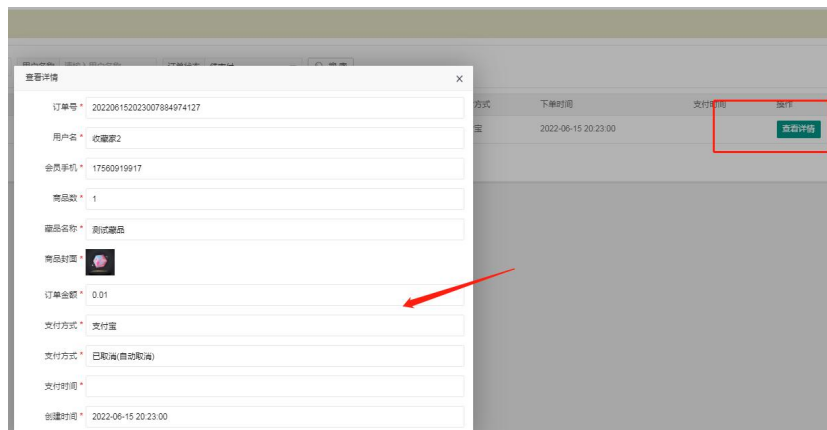 查看详情
订单号 * 202206152023007884974127
用户名 * 收藏家2
会员手机 * 17560919917
商品数 * 1
藏品名称 * 测试藏品
商品封面 *
订单金额 * 0.01
支付方式 * 支付宝
支付方式 * 已取消(自动取消)
支付时间 *
创建时间 * 2022-06-15 20:23:00
方式 下单时间 支付时间 操作
宝 2022-06-15 20:23:00 查看详情